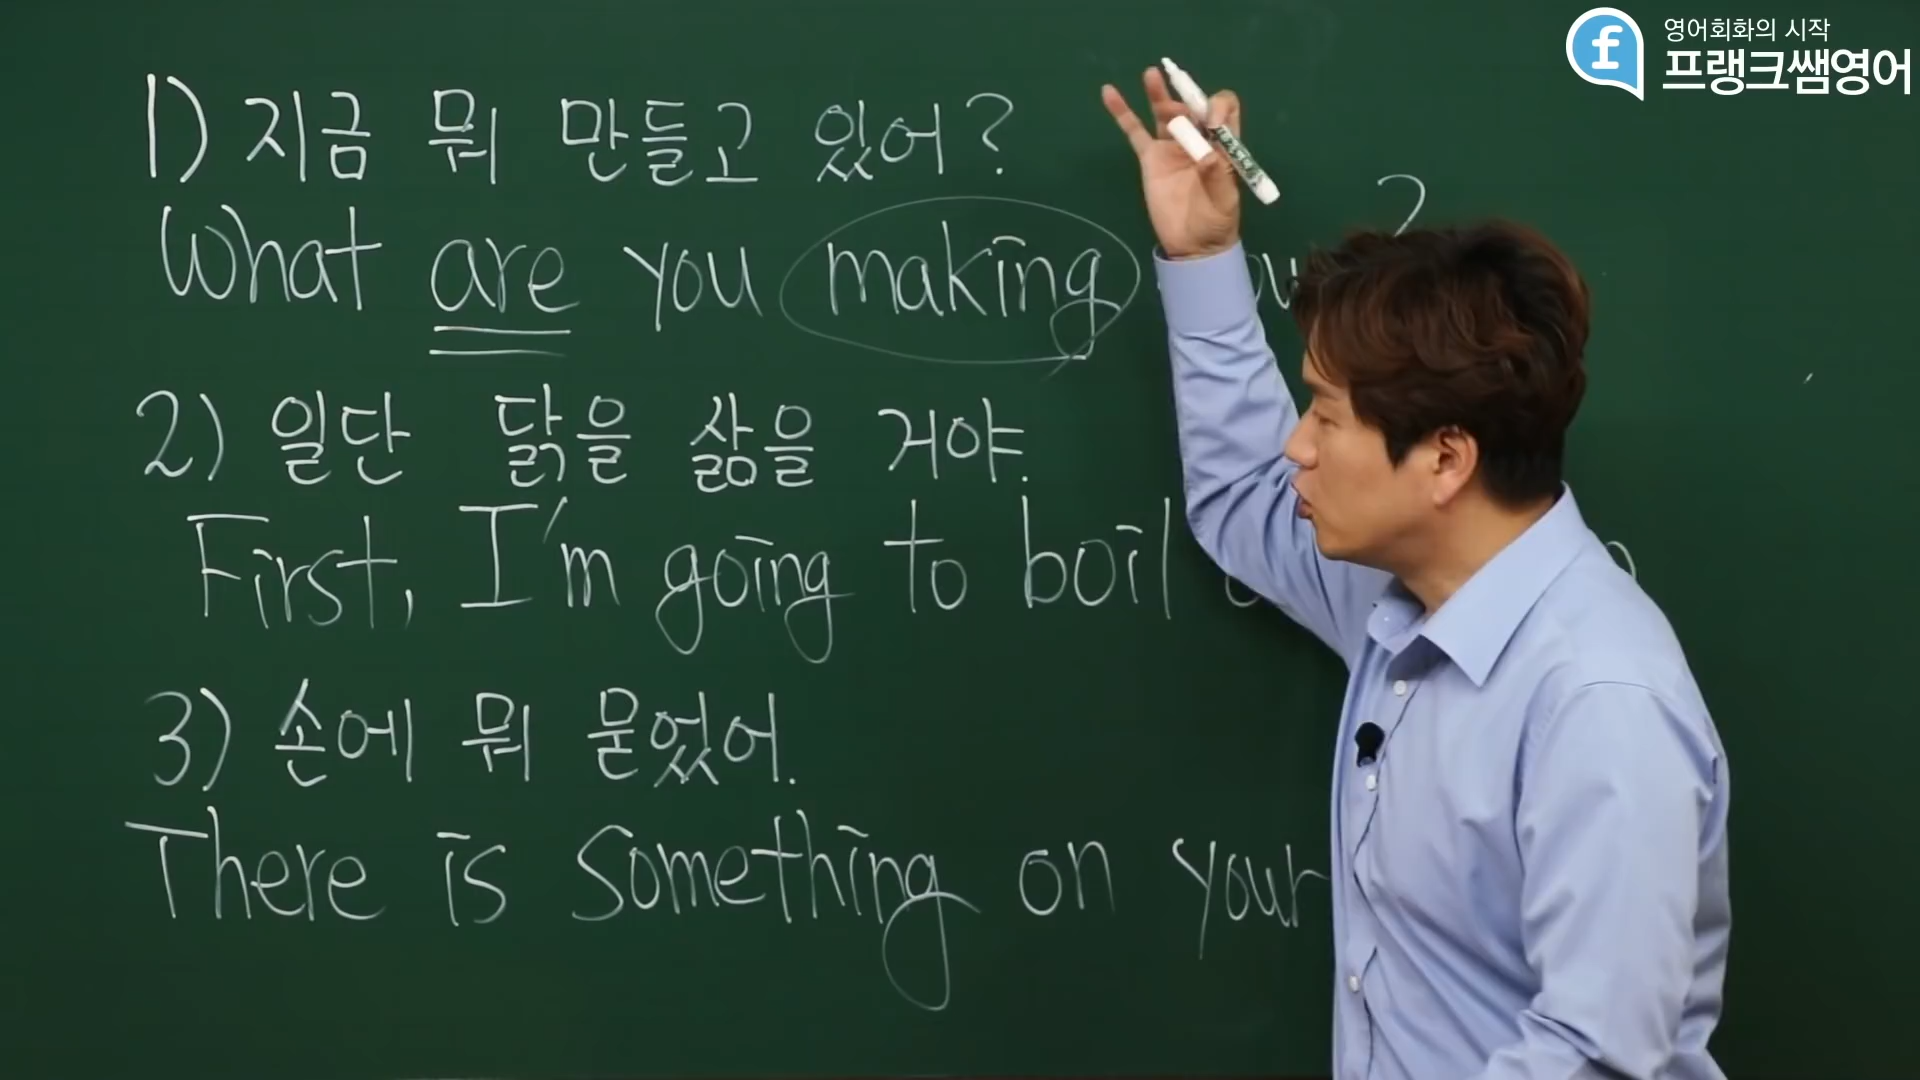 영어회화의 시작
프랭크쌤영어
1) 지금 뭐 만들고 있어?
What are you making ?
2) 일단 닭을 삶을 거야.
First, I'm going to boil
3) 손에 뭐 묻었어.
There is something on your